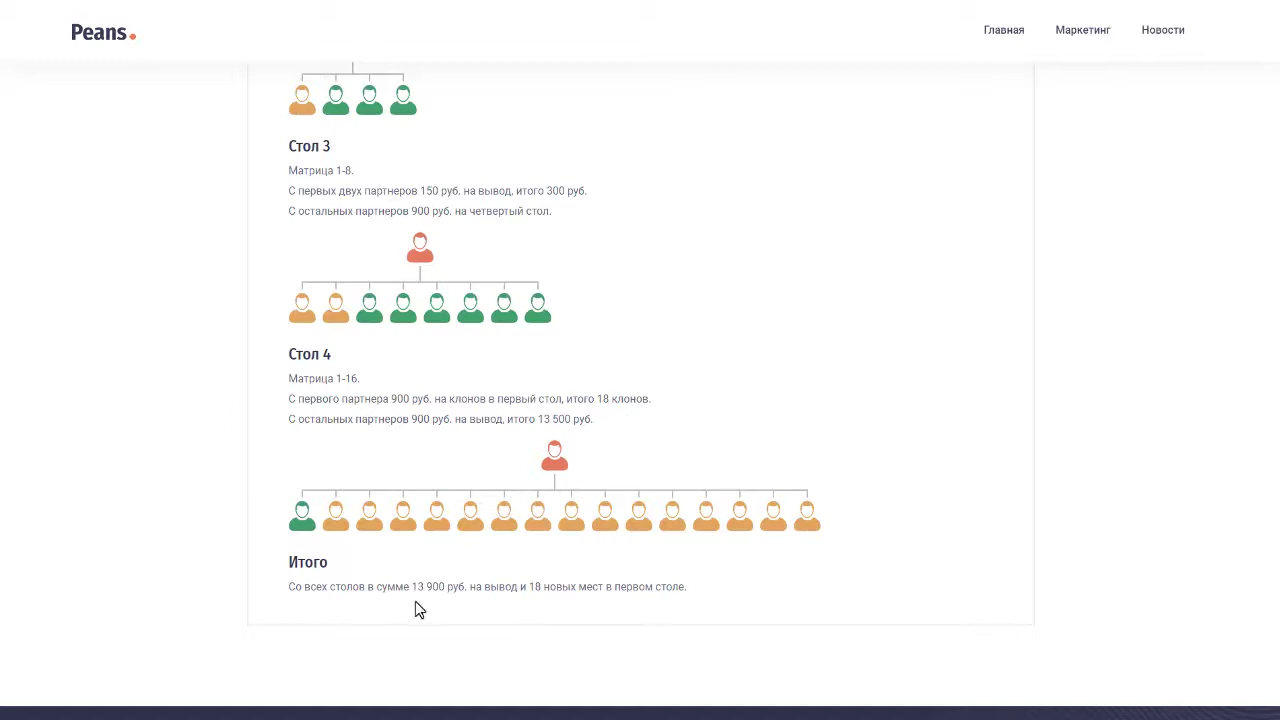 Peans.
Главная Маркетинг Новости
Стол 3
Матрица 1-8.
С первых двух партнеров 150 руб. на вывод, итого 300 руб.
С остальных партнеров 900 руб. на четвертый стол.
Стол 4
Матрица 1-16.
С первого партнера 900 руб. на клонов в первый стол, итого 18 клонов.
С остальных партнеров 900 руб. на вывод, итого 13 500 руб.
Итого
Со всех столов в сумме 13 900 руб. на вывод и 18 новых мест в первом столе.